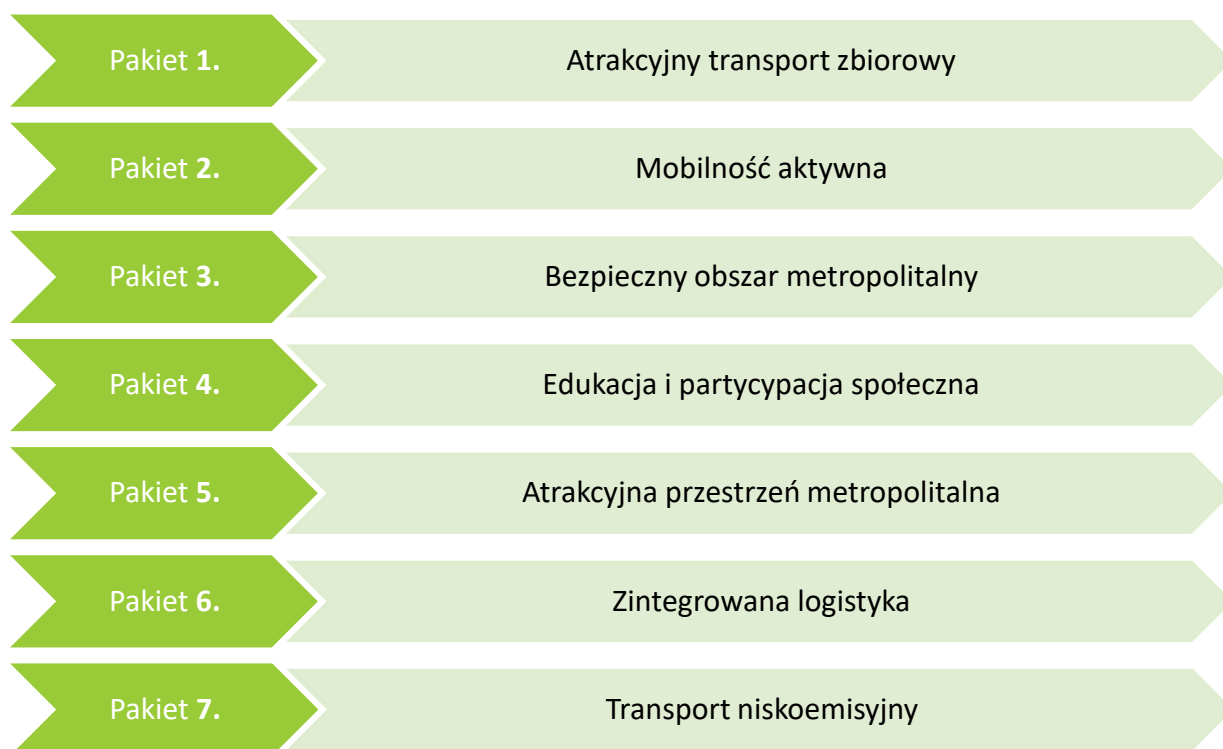 Pakiet 1. Atrakcyjny transport zbiorowy
Pakiet 2. Mobilność aktywna
Pakiet 3. Bezpieczny obszar metropolitalny
Pakiet 4. Edukacja i partycypacja społeczna
Pakiet 5. Atrakcyjna przestrzeń metropolitalna
Pakiet 6. Zintegrowana logistyka
Pakiet 7. Transport niskoemisyjny